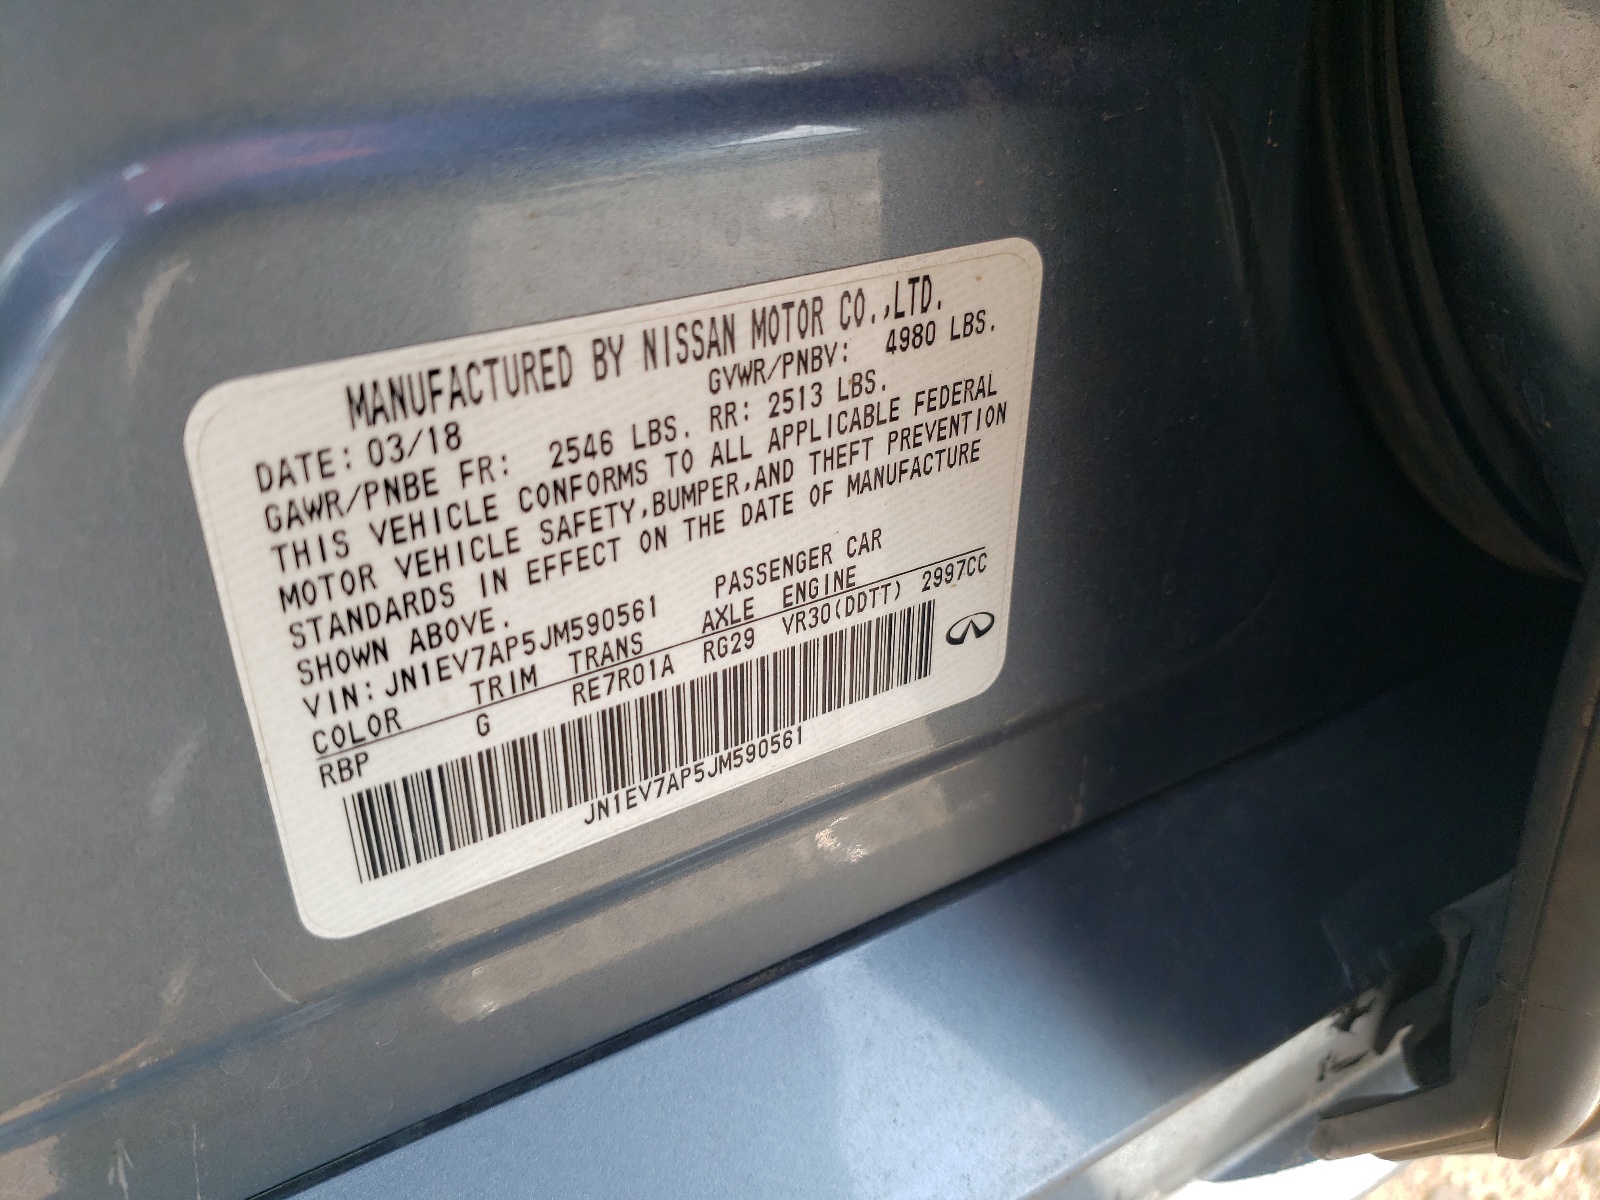 MANUFACTURED BY NISSAN MOTOR CO.,LTD.
DATE: 03/18 GVWR/PNBV: 4980 LBS.
GAWR/PNBE FR: 2546 LBS. RR: 2513 LBS.
THIS VEHICLE CONFORMS TO ALL APPLICABLE FEDERAL
MOTOR VEHICLE SAFETY,BUMPER,AND THEFT PREVENTION
STANDARDS IN EFFECT ON THE DATE OF MANUFACTURE
SHOWN ABOVE.
VIN: JN1EV7AP5JM590561 PASSENGER CAR
COLOR TRIM TRANS AXLE ENGINE
RBP G RE7R01A RG29 VR30(DDTT) 2997CC
JN1EV7AP5JM590561